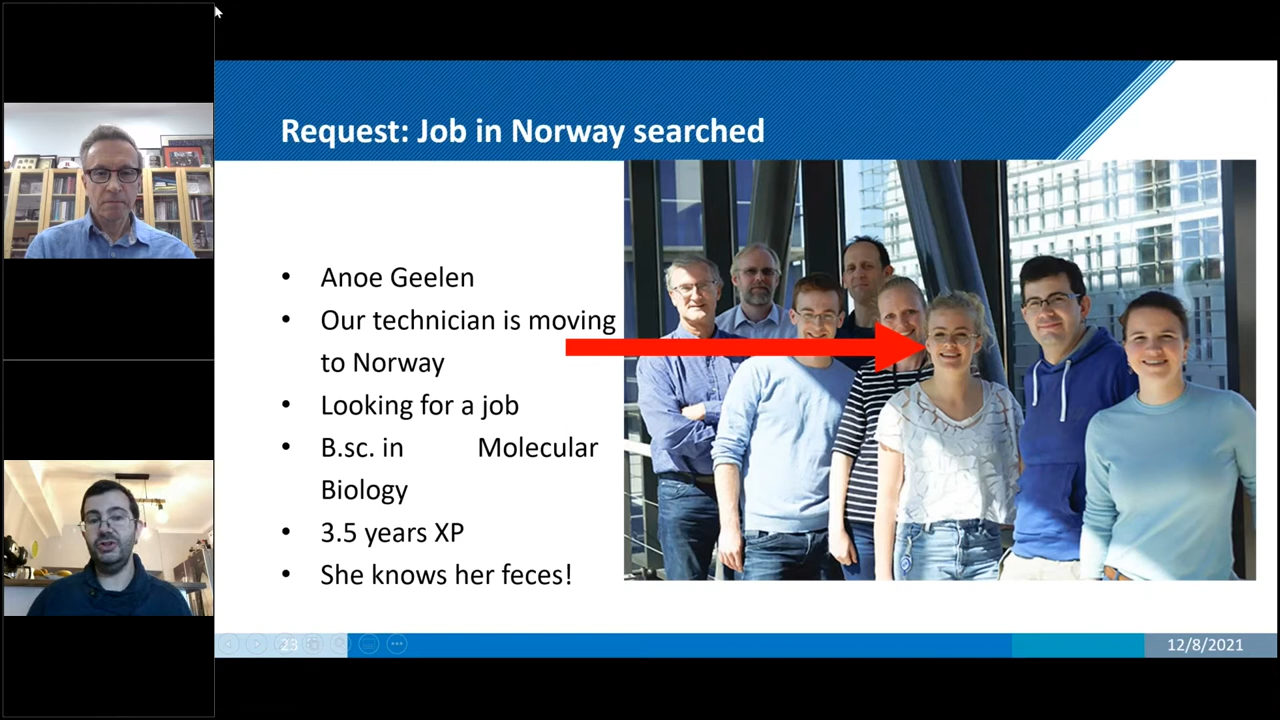 Request: Job in Norway searched
• Anoe Geelen
• Our technician is moving
to Norway
• Looking for a job
• B.sc. in Molecular
Biology
• 3.5 years XP
• She knows her feces!
23
12/8/2021